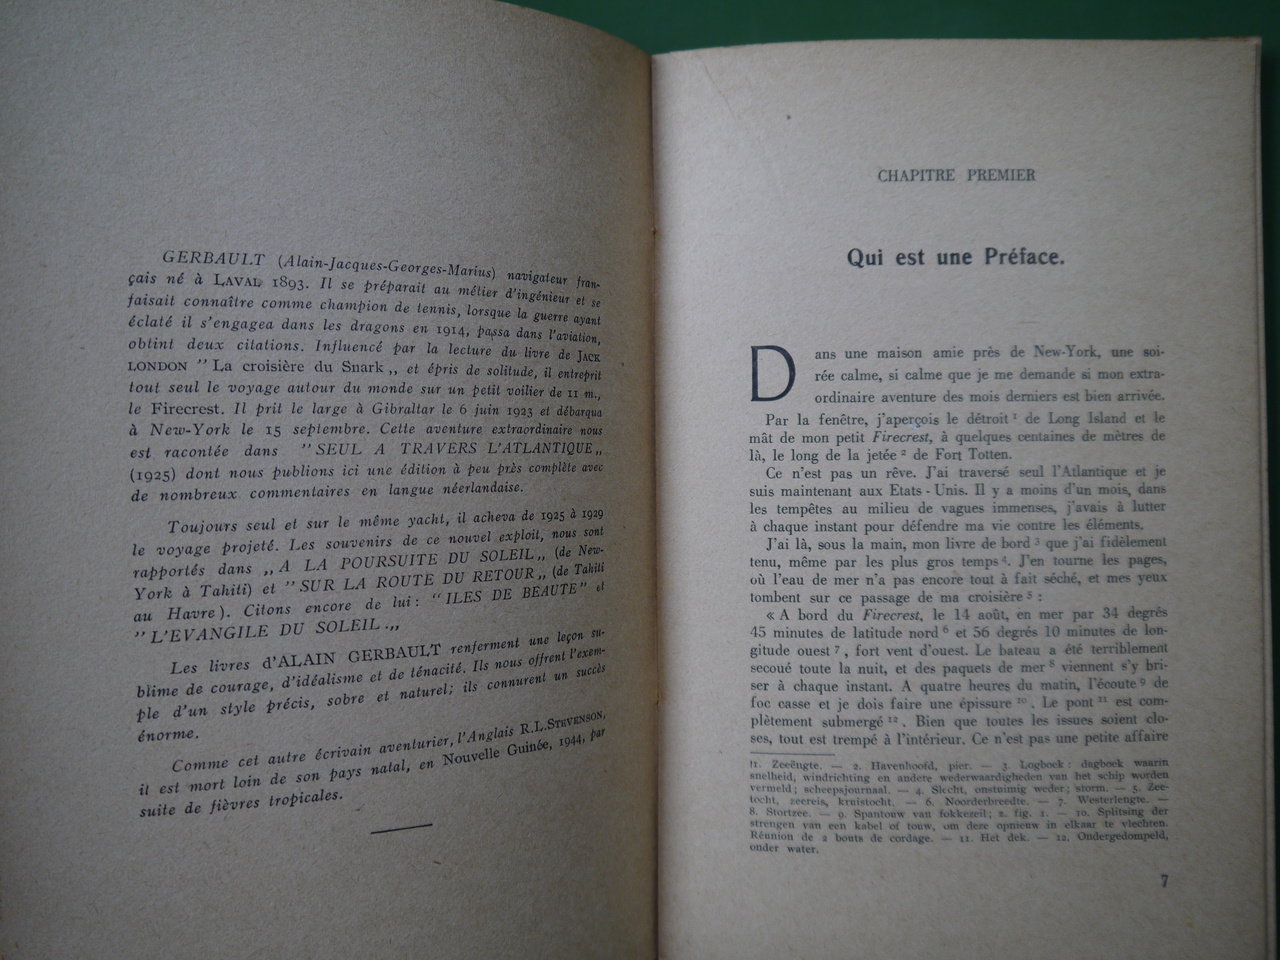 GERBAULT (Alain-Jacques-Georges-Marius) navigateur fran-
çais né à LAVAL 1893. Il se préparait au métier d'ingénieur et se
faisait connaître comme champion de tennis, lorsque la guerre ayant
éclaté il s'engagea dans les dragons en 1914, passa dans l'aviation,
obtint deux citations. Influencé par la lecture du livre de JACK
LONDON ” La croisière du Snark „ et épris de solitude, il entreprit
tout seul le voyage autour du monde sur un petit voilier de 11 m.,
le Firecrest. Il prit le large à Gibraltar le 6 juin 1923 et débarqua
à New-York le 15 septembre. Cette aventure extraordinaire nous
est racontée dans ” SEUL A TRAVERS L'ATLANTIQUE„
(1925) dont nous publions ici une édition à peu près complète avec
de nombreux commentaires en langue néerlandaise.
Toujours seul et sur le même yacht, il acheva de 1925 à 1929
le voyage projeté. Les souvenirs de ce nouvel exploit, nous sont
rapportés dans „A LA POURSUITE DU SOLEIL„ (de New-
York à Tahiti) et ”SUR LA ROUTE DU RETOUR„ (de Tahiti
au Havre). Citons encore de lui: “ILES DE BEAUTE” et
”L'EVANGILE DU SOLEIL.„
Les livres d'ALAIN GERBAULT renferment une leçon su-
blime de courage, d'idéalisme et de ténacité. Ils nous offrent l'exem-
ple d'un style précis, sobre et naturel; ils connurent un succès
énorme.
Comme cet autre écrivain aventurier, l'Anglais R.L.STEVENSON,
il est mort loin de son pays natal, en Nouvelle Guinée, 1944, par
suite de fièvres tropicales.
CHAPITRE PREMIER
Qui est une Préface.
Dans une maison amie près de New-York, une soi-
rée calme, si calme que je me demande si mon extra-
ordinaire aventure des mois derniers est bien arrivée.
Par la fenêtre, j'aperçois le détroit 1 de Long Island et le
mât de mon petit Firecrest, à quelques centaines de mètres de
là, le long de la jetée 2 de Fort Totten.
Ce n'est pas un rêve. J'ai traversé seul l'Atlantique et je
suis maintenant aux Etats - Unis. Il y a moins d'un mois, dans
les tempêtes au milieu de vagues immenses, j'avais à lutter
à chaque instant pour défendre ma vie contre les éléments.
J'ai là, sous la main, mon livre de bord 3 que j'ai fidèlement
tenu, même par les plus gros temps 4. J'en tourne les pages,
où l'eau de mer n'a pas encore tout à fait séché, et mes yeux
tombent sur ce passage de ma croisière 5 :
« A bord du Firecrest, le 14 août, en mer par 34 degrés
45 minutes de latitude nord 6 et 56 degrés 10 minutes de lon-
gitude ouest 7, fort vent d'ouest. Le bateau a été terriblement
secoué toute la nuit, et des paquets de mer 8 viennent s'y bri-
ser à chaque instant. A quatre heures du matin, l'écoute 9 de
foc casse et je dois faire une épissure 10. Le pont 11 est com-
plètement submergé 12. Bien que toutes les issues soient clo-
ses, tout est trempé à l'intérieur. Ce n'est pas une petite affaire
1. Zeeëngte. — 2. Havenhoofd, pier. — 3. Logboek : dagboek waarin
snelheid, windrichting en andere wederwaardigheden van het schip worden
vermeld ; scheepsjournaal. — 4. Slecht, onstuimig weder ; storm. — 5. Zee-
tocht, zeereis, kruistocht. — 6. Noorderbreedte. — 7. Westerlengte. —
8. Stortzee. — 9. Spantouw van fokkezeil ; z. fig. 1. — 10. Splitsing der
strengen van een kabel of touw, om deze opnieuw in elkaar te vlechten.
Réunion de 2 bouts de cordage. — 11. Het dek. — 12. Ondergedompeld,
onder water.
7